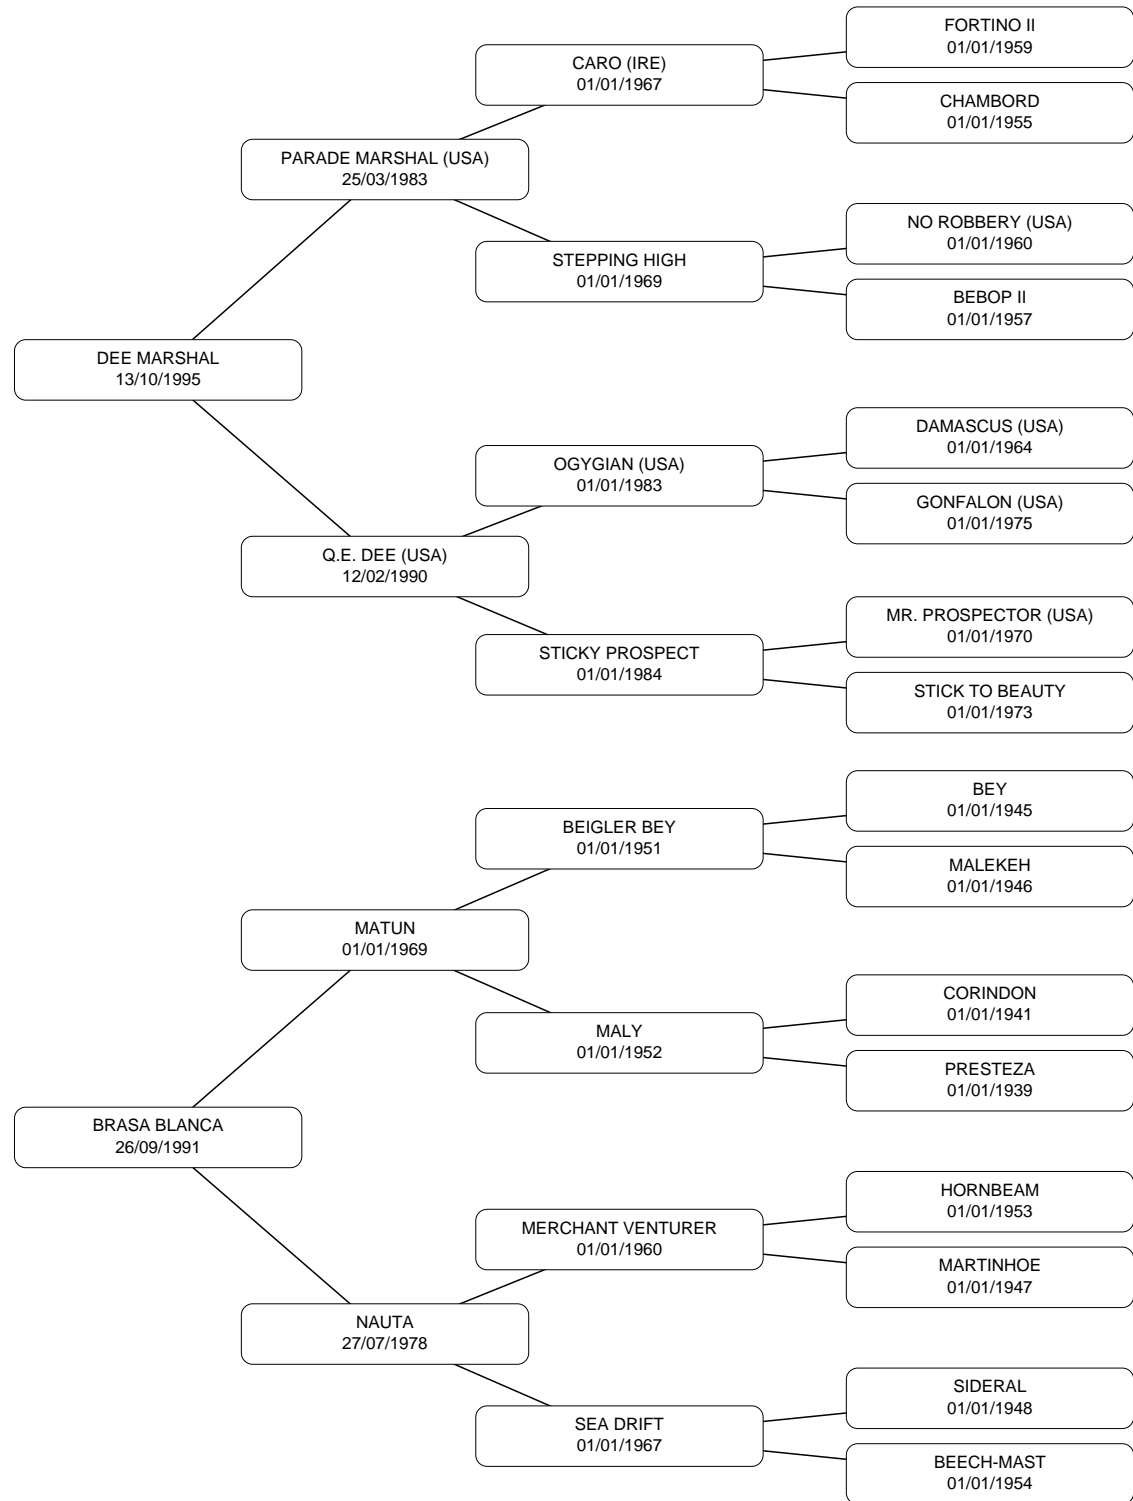 FORTINO II
01/01/1959
CARO (IRE)
01/01/1967
CHAMBORD
01/01/1955
PARADE MARSHAL (USA)
25/03/1983
NO ROBBERY (USA)
01/01/1960
STEPPING HIGH
01/01/1969
BEBOP II
01/01/1957
DEE MARSHAL
13/10/1995
DAMASCUS (USA)
01/01/1964
OGYGIAN (USA)
01/01/1983
GONFALON (USA)
01/01/1975
Q.E. DEE (USA)
12/02/1990
MR. PROSPECTOR (USA)
01/01/1970
STICKY PROSPECT
01/01/1984
STICK TO BEAUTY
01/01/1973
BEY
01/01/1945
BEIGLER BEY
01/01/1951
MALEKEH
01/01/1946
MATUN
01/01/1969
CORINDON
01/01/1941
MALY
01/01/1952
PRESTEZA
01/01/1939
BRASA BLANCA
26/09/1991
HORNBEAM
01/01/1953
MERCHANT VENTURER
01/01/1960
MARTINHOE
01/01/1947
NAUTA
27/07/1978
SIDERAL
01/01/1948
SEA DRIFT
01/01/1967
BEECH-MAST
01/01/1954